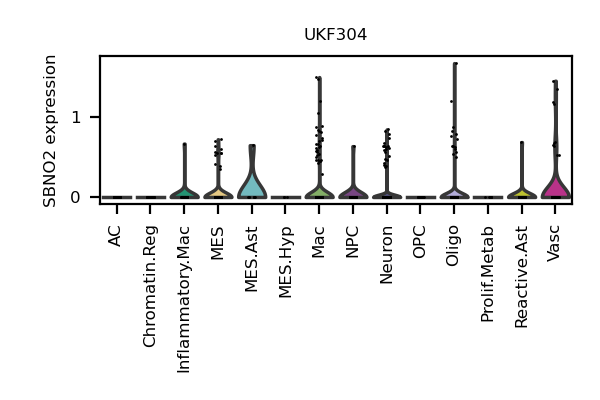 UKF304
SBNO2 expression
1
0
AC
Chromatin.Reg
Inflammatory.Mac
MES
MES.Ast
MES.Hyp
Mac
NPC
Neuron
OPC
Oligo
Prolif.Metab
Reactive.Ast
Vasc